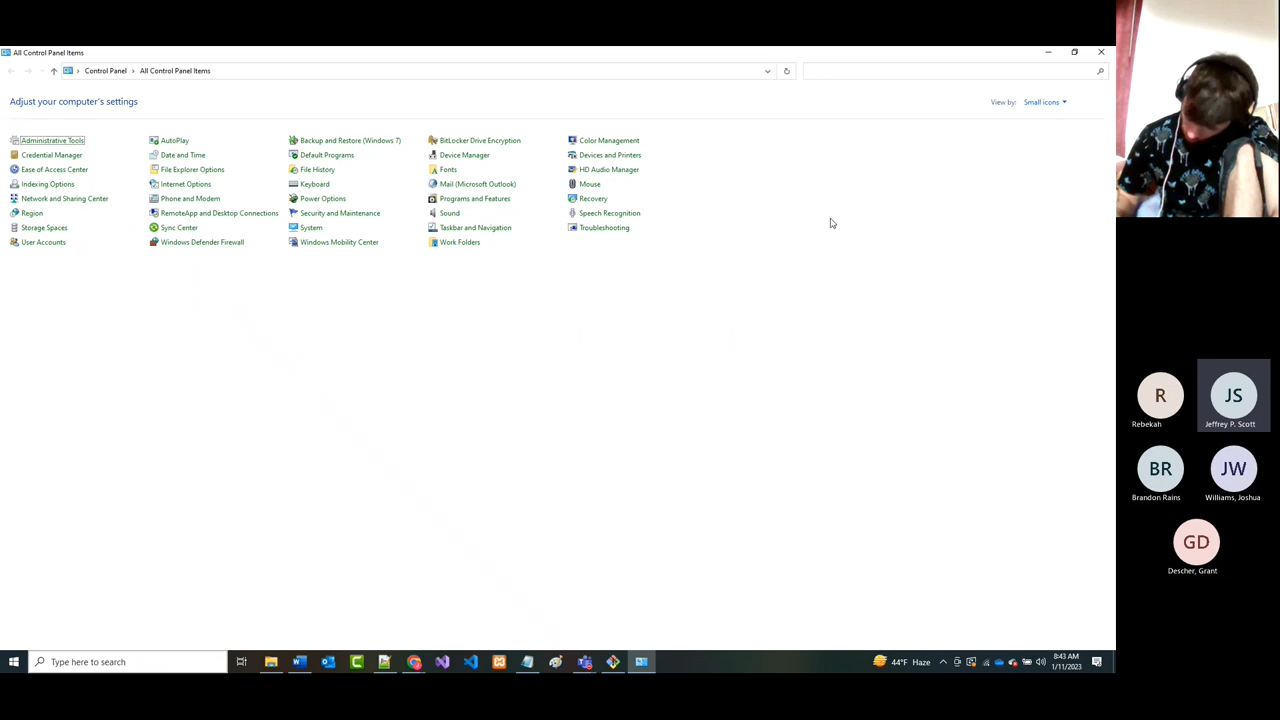 All Control Panel Items
Control Panel > All Control Panel Items
Adjust your computer's settings
View by: Small icons
Administrative Tools
AutoPlay
Backup and Restore (Windows 7)
BitLocker Drive Encryption
Color Management
Credential Manager
Date and Time
Default Programs
Device Manager
Devices and Printers
Ease of Access Center
File Explorer Options
File History
Fonts
HD Audio Manager
Indexing Options
Internet Options
Keyboard
Mail (Microsoft Outlook)
Mouse
Network and Sharing Center
Phone and Modem
Power Options
Programs and Features
Recovery
Region
RemoteApp and Desktop Connections
Security and Maintenance
Sound
Speech Recognition
Storage Spaces
Sync Center
System
Taskbar and Navigation
Troubleshooting
User Accounts
Windows Defender Firewall
Windows Mobility Center
Work Folders
R
Rebekah
JS
Jeffrey P. Scott
BR
Brandon Rains
JW
Williams, Joshua
GD
Descher, Grant
Type here to search
44°F Haze
8:43 AM
1/11/2023